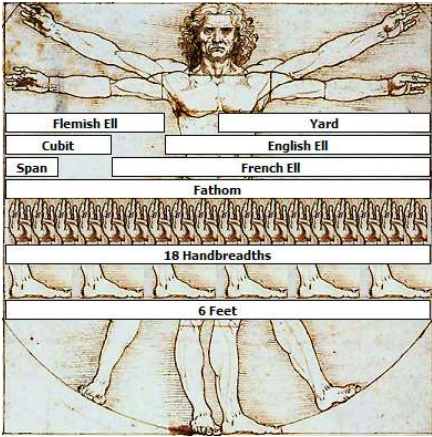 Flemish Ell Yard
Cubit English Ell
Span French Ell
Fathom
18 Handbreadths
6 Feet